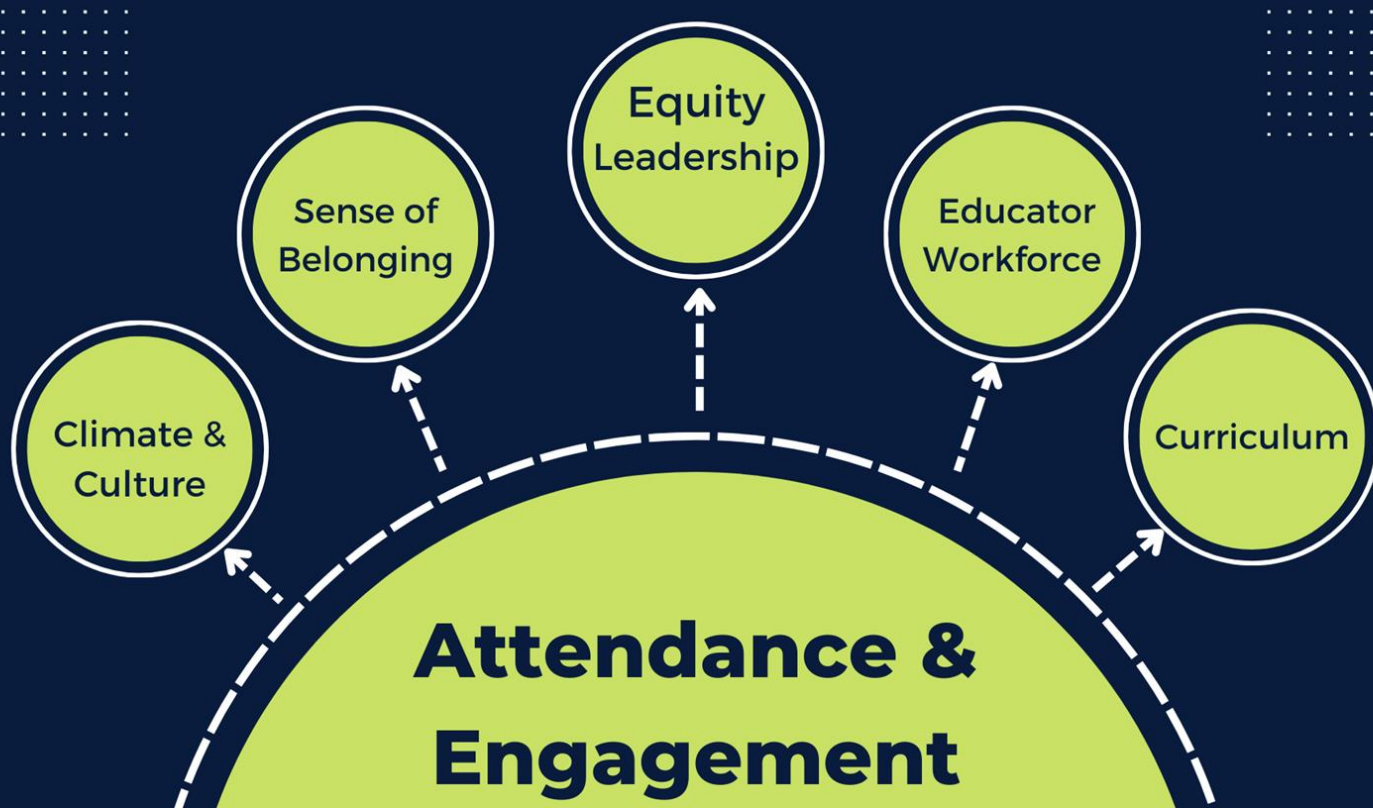 Climate &
Culture
Sense of
Belonging
Equity
Leadership
Educator
Workforce
Curriculum
Attendance &
Engagement